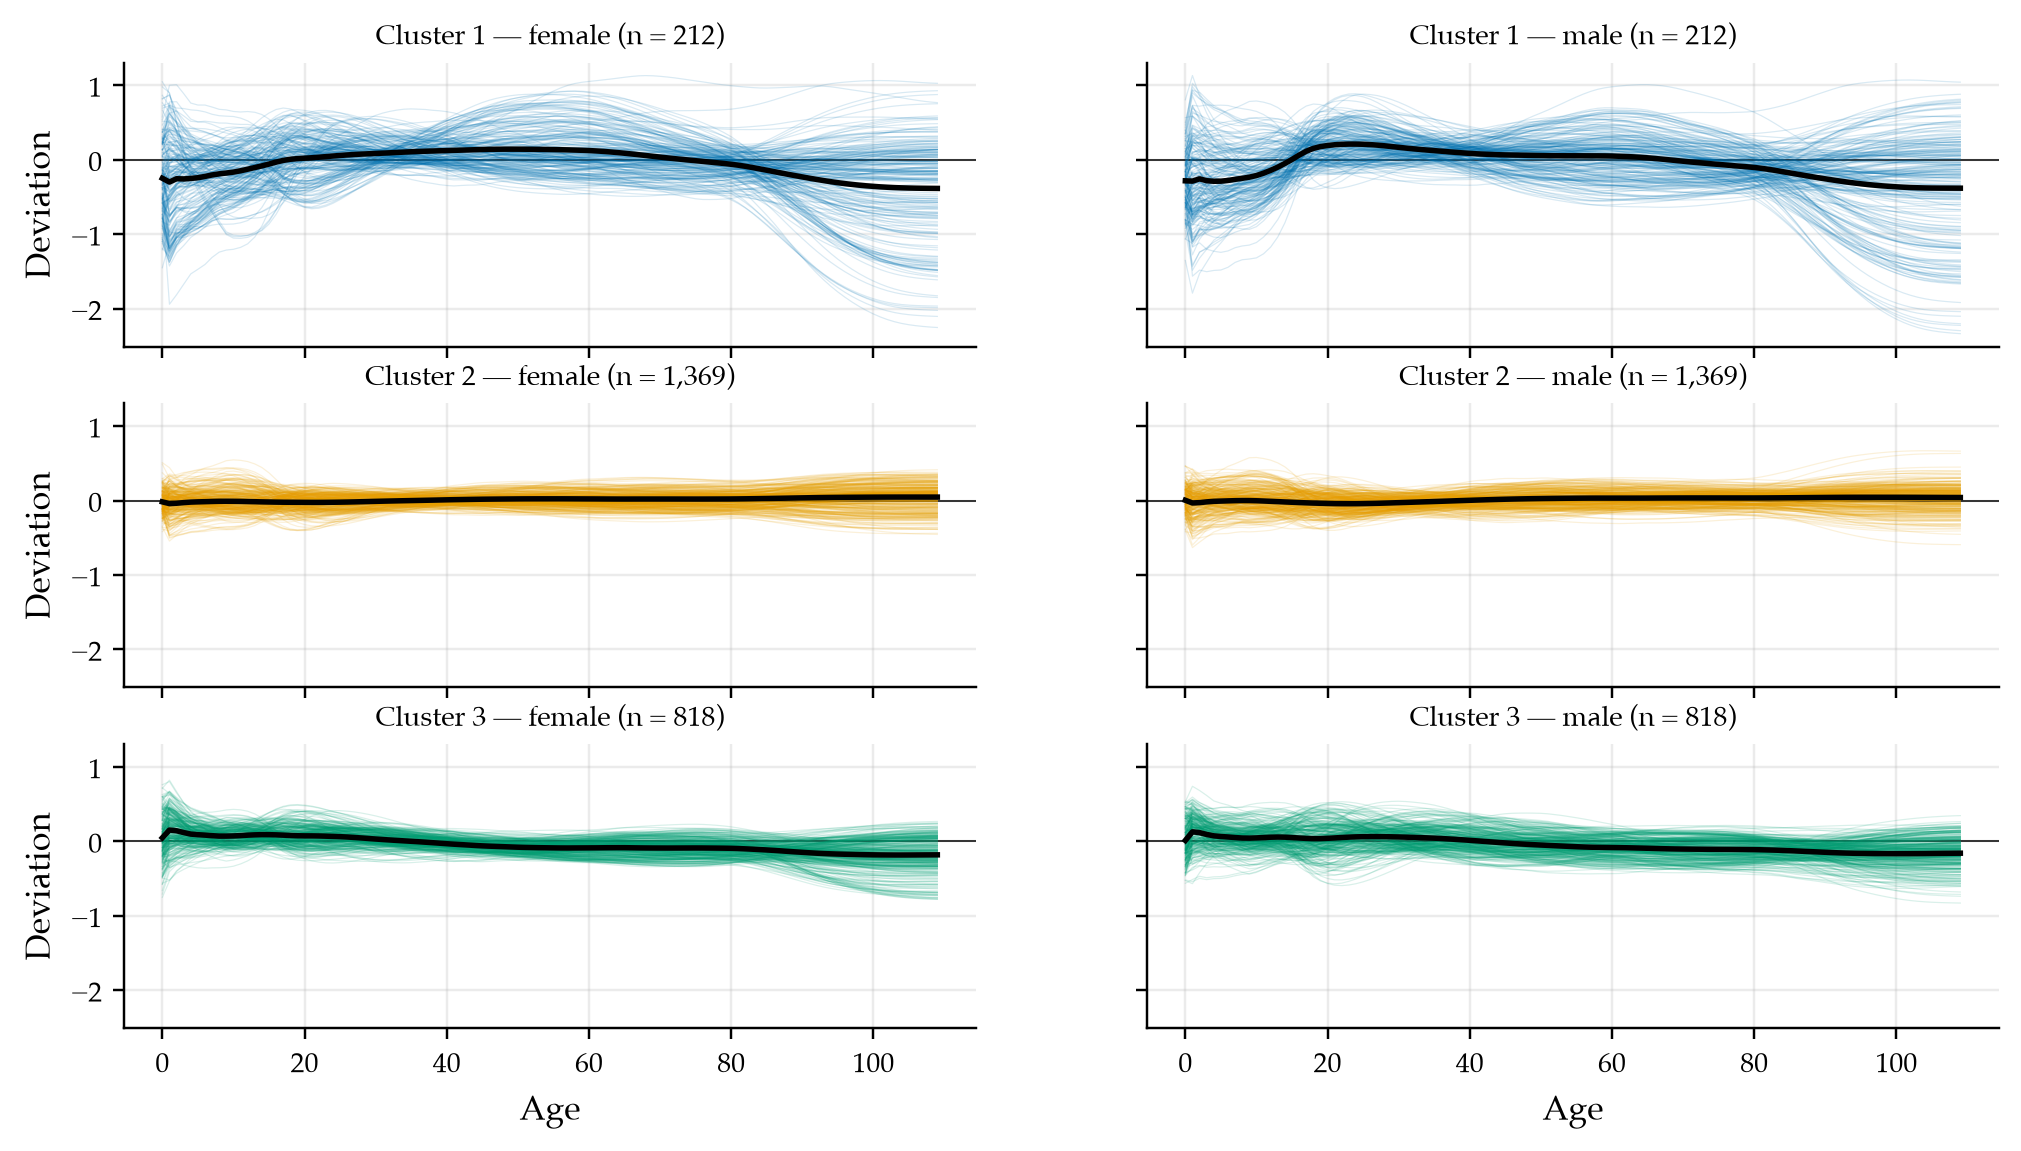 Cluster 1 — female (n = 212)
Cluster 1 — male (n = 212)
1
0
−1
−2
Deviation
Cluster 2 — female (n = 1,369)
Cluster 2 — male (n = 1,369)
1
0
−1
−2
Deviation
Cluster 3 — female (n = 818)
Cluster 3 — male (n = 818)
1
0
−1
−2
Deviation
0 20 40 60 80 100
0 20 40 60 80 100
Age
Age